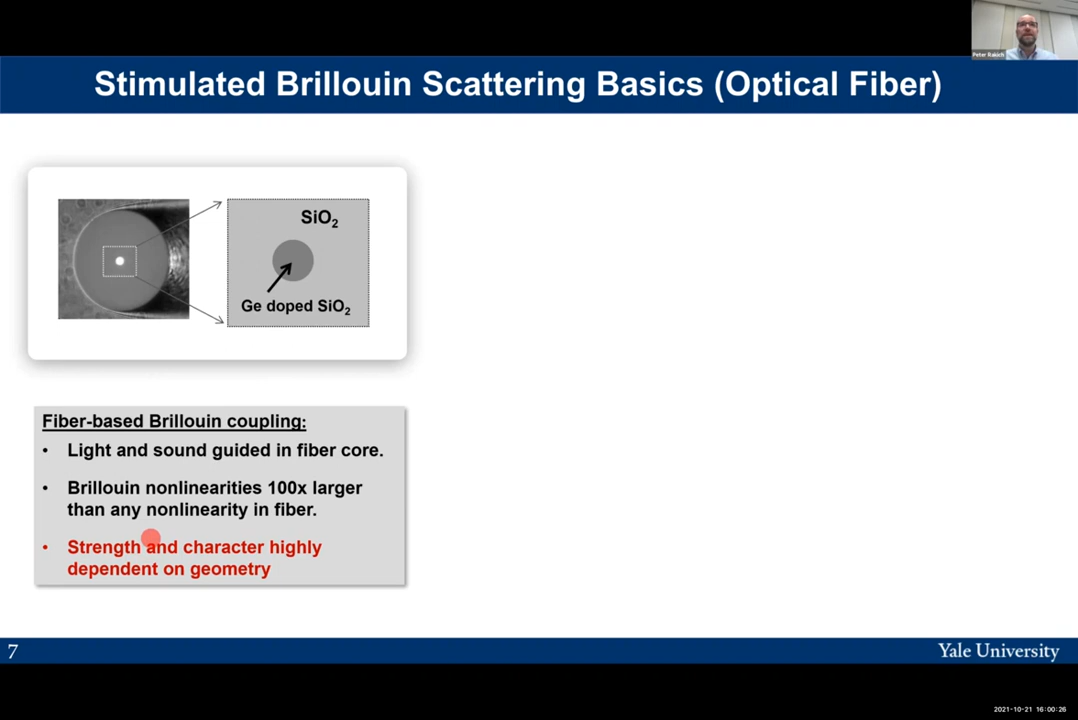 Peter Rakich
Stimulated Brillouin Scattering Basics (Optical Fiber)
SiO2
Ge doped SiO2
Fiber-based Brillouin coupling:
• Light and sound guided in fiber core.
• Brillouin nonlinearities 100x larger
than any nonlinearity in fiber.
• Strength and character highly
dependent on geometry
7
Yale University
2021-10-21 16:00:26